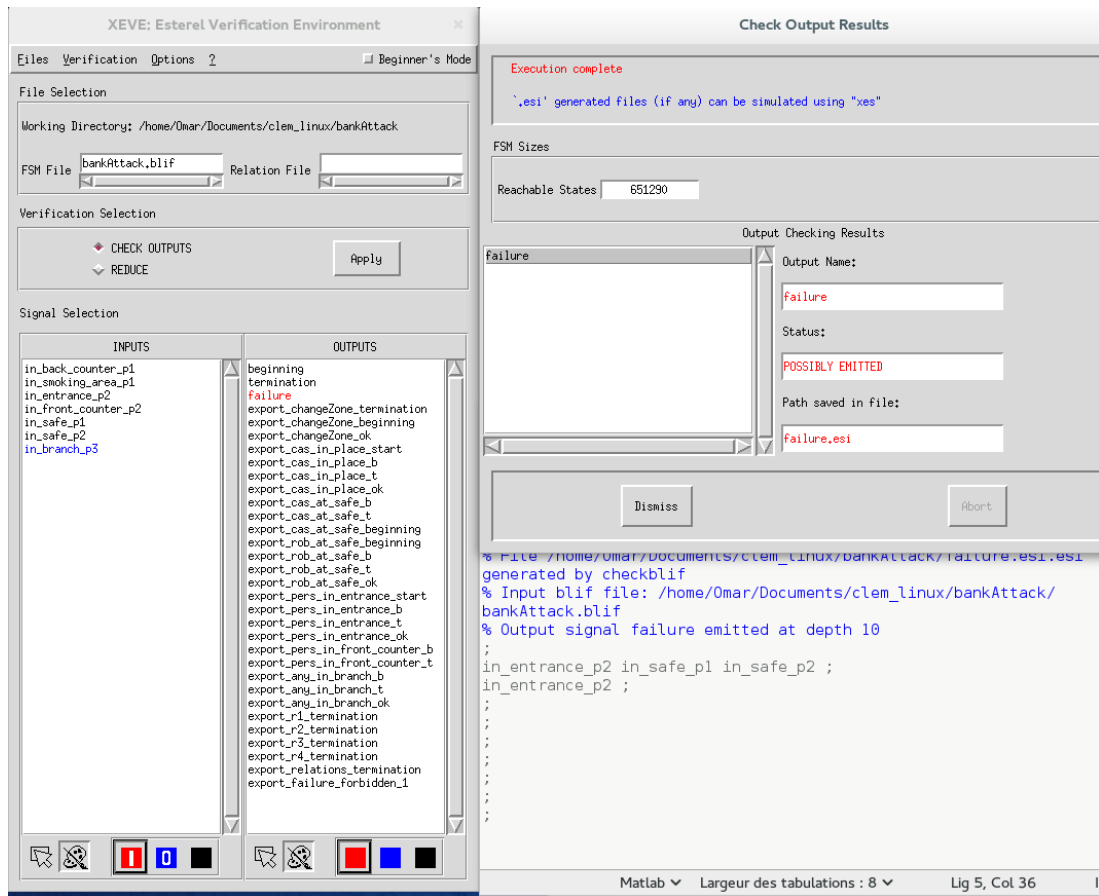 XEVE: Esterel Verification Environment
Files Verification Options ? Beginner's Mode
File Selection
Working Directory: /home/Omar/Documents/clem_linux/bankAttack
FSM File bankAttack.blif Relation File
Verification Selection
CHECK OUTPUTS
REDUCE
Apply
Signal Selection
INPUTS
in_back_counter_p1
in_smoking_area_p1
in_entrance_p2
in_front_counter_p2
in_safe_p1
in_safe_p2
in_branch_p3
OUTPUTS
beginning
termination
failure
export_changeZone_termination
export_changeZone_beginning
export_changeZone_ok
export_cas_in_place_start
export_cas_in_place_b
export_cas_in_place_t
export_cas_in_place_ok
export_cas_at_safe_b
export_cas_at_safe_t
export_cas_at_safe_beginning
export_rob_at_safe_beginning
export_rob_at_safe_b
export_rob_at_safe_t
export_rob_at_safe_ok
export_pers_in_entrance_start
export_pers_in_entrance_b
export_pers_in_entrance_t
export_pers_in_entrance_ok
export_pers_in_front_counter_b
export_pers_in_front_counter_t
export_any_in_branch_b
export_any_in_branch_t
export_any_in_branch_ok
export_r1_termination
export_r2_termination
export_r3_termination
export_r4_termination
export_relations_termination
export_failure_forbidden_1
I 0
Check Output Results
Execution complete
`.esi' generated files (if any) can be simulated using "xes"
FSM Sizes
Reachable States 651290
Output Checking Results
failure
Output Name:
failure
Status:
POSSIBLY EMITTED
Path saved in file:
failure.esi
Dismiss
Abort
% File /home/Omar/Documents/clem_linux/bankAttack/failure.esi.esi
generated by checkblif
% Input blif file: /home/Omar/Documents/clem_linux/bankAttack/
bankAttack.blif
% Output signal failure emitted at depth 10
;
in_entrance_p2 in_safe_p1 in_safe_p2 ;
in_entrance_p2 ;
;
;
;
;
;
;
;
Matlab Largeur des tabulations : 8 Lig 5, Col 36